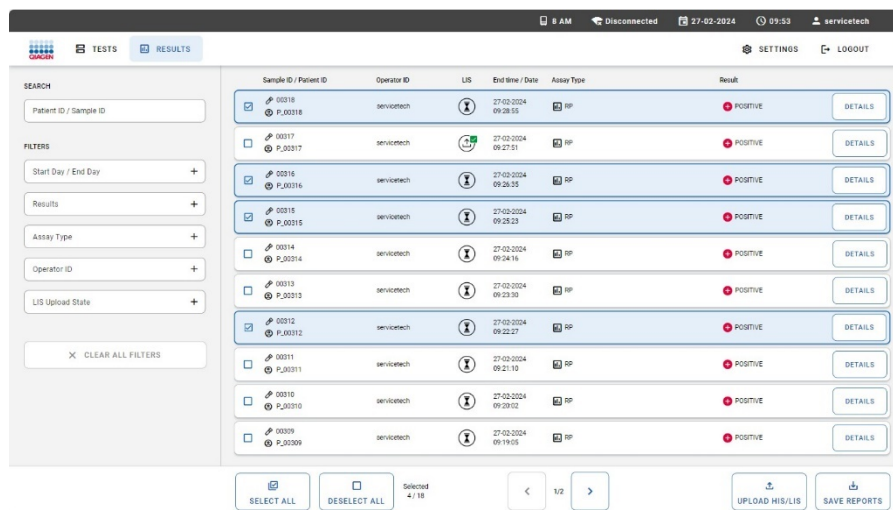 8 AM Disconnected 27-02-2024 09:53 servicetech
QIAGEN TESTS RESULTS SETTINGS LOGOUT
SEARCH
Patient ID / Sample ID
FILTERS
Start Day / End Day +
Results +
Assay Type +
Operator ID +
LIS Upload State +
CLEAR ALL FILTERS
Sample ID / Patient ID Operator ID LIS End time / Date Assay Type Result
00318 27-02-2024
P_00318 servicetech 09:28:55 RP POSITIVE DETAILS
00317 27-02-2024
P_00317 servicetech 09:27:51 RP POSITIVE DETAILS
00316 27-02-2024
P_00316 servicetech 09:26:35 RP POSITIVE DETAILS
00315 27-02-2024
P_00315 servicetech 09:25:23 RP POSITIVE DETAILS
00314 27-02-2024
P_00314 servicetech 09:24:16 RP POSITIVE DETAILS
00313 27-02-2024
P_00313 servicetech 09:23:30 RP POSITIVE DETAILS
00312 27-02-2024
P_00312 servicetech 09:22:27 RP POSITIVE DETAILS
00311 27-02-2024
P_00311 servicetech 09:21:10 RP POSITIVE DETAILS
00310 27-02-2024
P_00310 servicetech 09:20:02 RP POSITIVE DETAILS
00309 27-02-2024
P_00309 servicetech 09:19:05 RP POSITIVE DETAILS
SELECT ALL DESELECT ALL Selected
4 / 18
< 1/2 >
UPLOAD HIS/LIS SAVE REPORTS